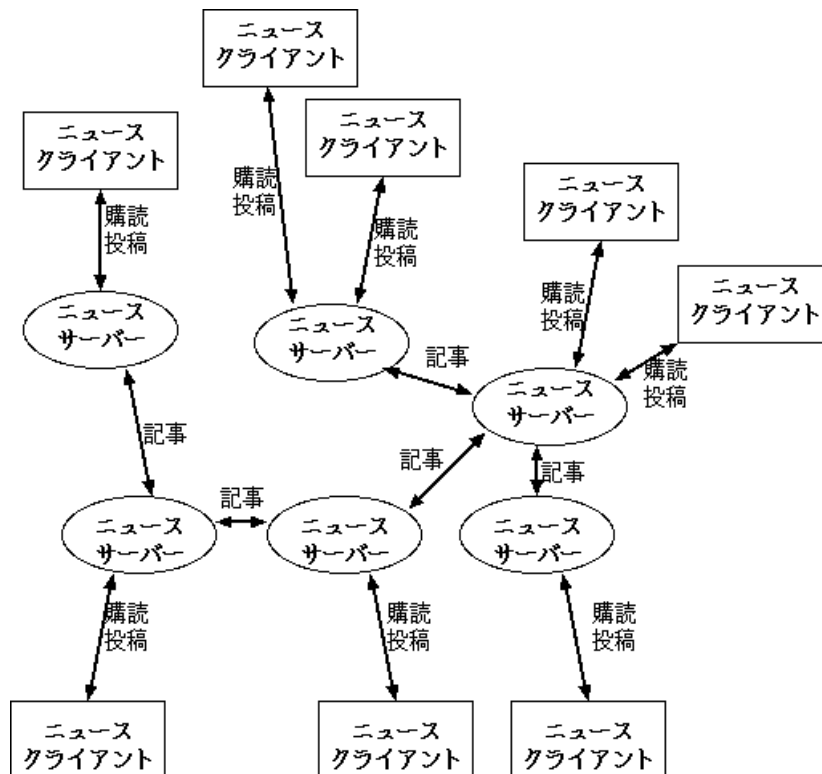 ニュース
クライアント
ニュース
クライアント
ニュース
クライアント
購読
投稿
購読
投稿
購読
投稿
ニュース
クライアント
ニュース
クライアント
購読
投稿
購読
投稿
ニュース
サーバー
ニュース
サーバー
記事
ニュース
サーバー
記事
記事
記事
記事
ニュース
サーバー
ニュース
サーバー
ニュース
サーバー
購読
投稿
購読
投稿
購読
投稿
ニュース
クライアント
ニュース
クライアント
ニュース
クライアント